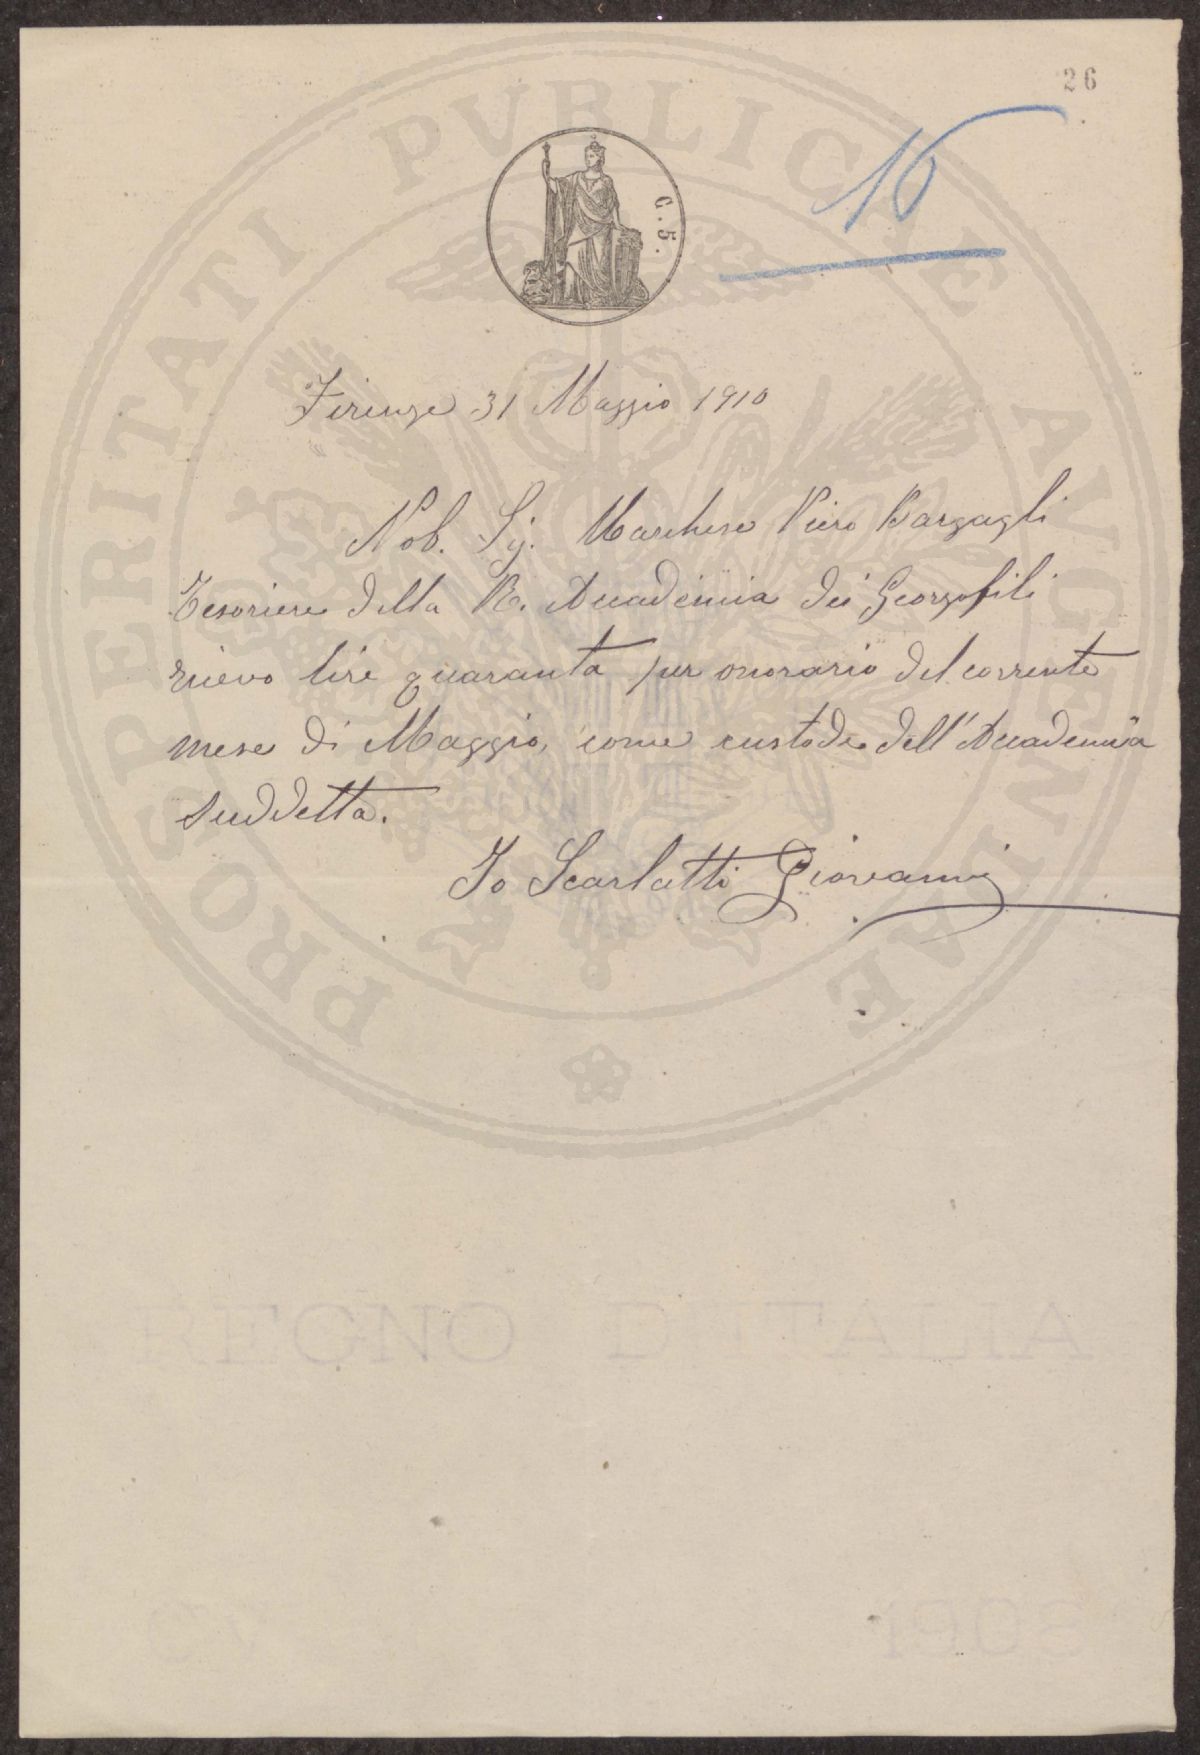 26
16
C. 5.
Firenze 31 Maggio 1910
Nob. Sig. Marchese Piero Bargagli
Tesoriere della R. Accademia dei Georgofili
ricevo lire quaranta per onorario del corrente
mese di Maggio, come custode dell'Accademia
suddetta.
Io Scarlatti Giovanni
PROSPERITATI PVBLICAE AVGENDAE
REGNO D'ITALIA
1908